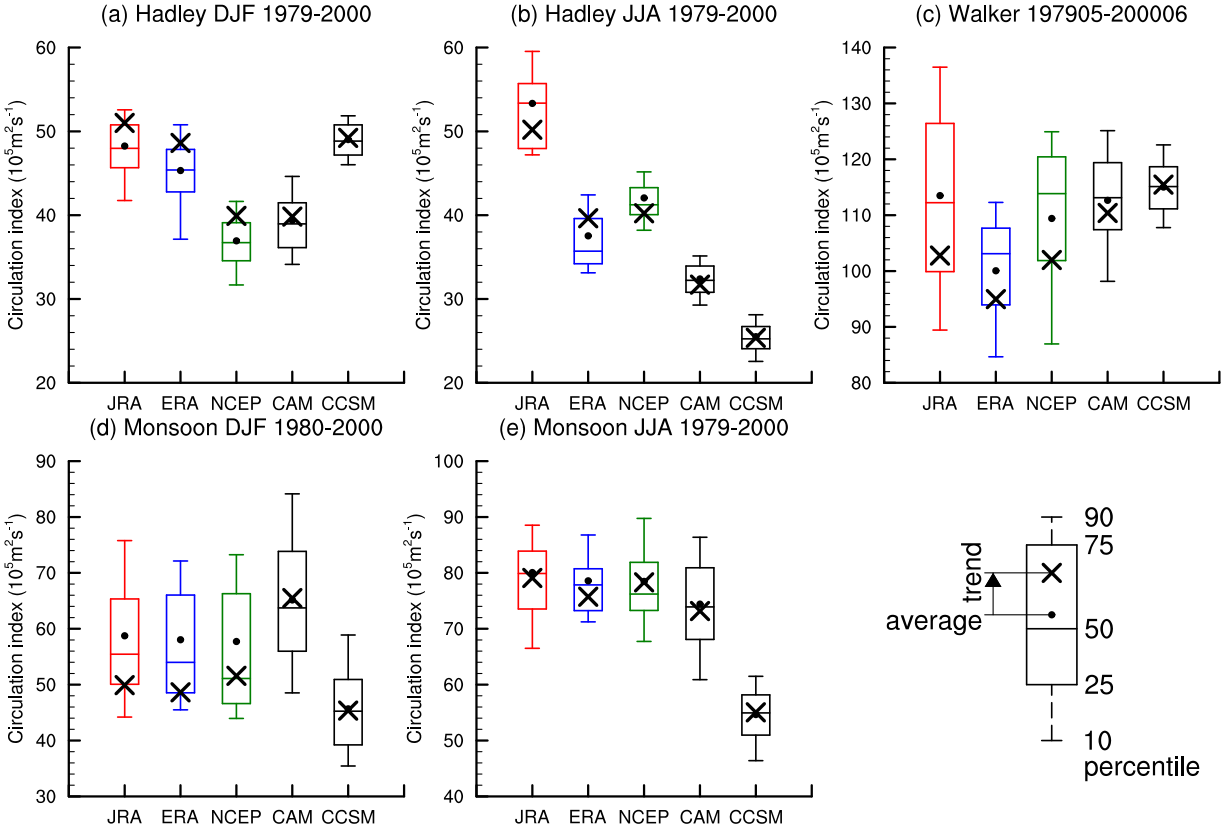 (a) Hadley DJF 1979-2000
Circulation index (10⁵m²s⁻¹)
60
50
40
30
20
JRA ERA NCEP CAM CCSM
(b) Hadley JJA 1979-2000
Circulation index (10⁵m²s⁻¹)
60
50
40
30
20
JRA ERA NCEP CAM CCSM
(c) Walker 197905-200006
Circulation index (10⁵m²s⁻¹)
140
130
120
110
100
90
80
JRA ERA NCEP CAM CCSM
(d) Monsoon DJF 1980-2000
Circulation index (10⁵m²s⁻¹)
90
80
70
60
50
40
30
JRA ERA NCEP CAM CCSM
(e) Monsoon JJA 1979-2000
Circulation index (10⁵m²s⁻¹)
100
90
80
70
60
50
40
JRA ERA NCEP CAM CCSM
90
75
trend
average
50
25
10
percentile